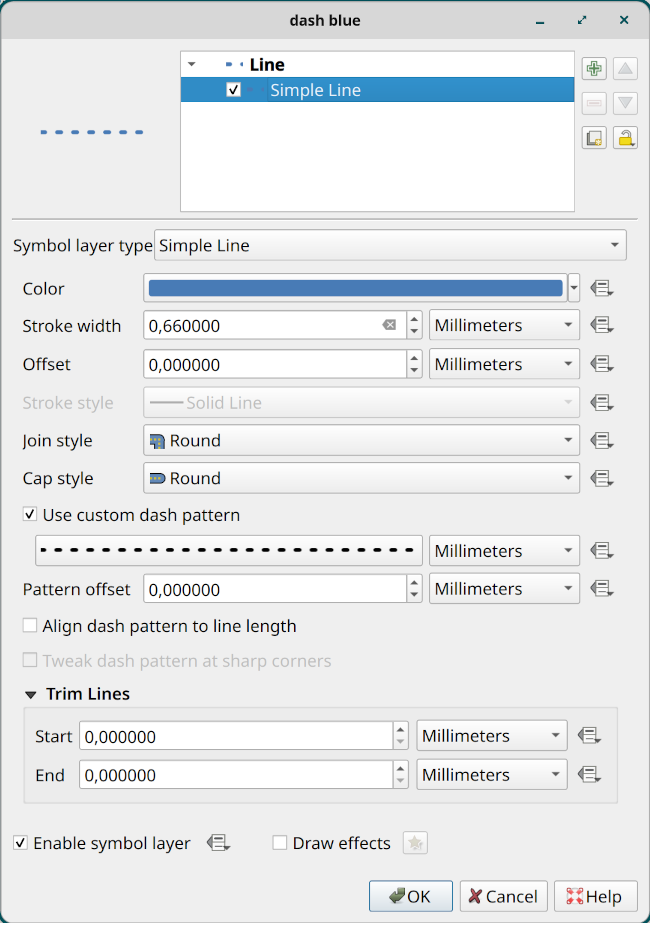 dash blue
Line
Simple Line
Symbol layer type Simple Line
Color
Stroke width 0,660000 Millimeters
Offset 0,000000 Millimeters
Stroke style Solid Line
Join style Round
Cap style Round
Use custom dash pattern
Millimeters
Pattern offset 0,000000 Millimeters
Align dash pattern to line length
Tweak dash pattern at sharp corners
Trim Lines
Start 0,000000 Millimeters
End 0,000000 Millimeters
Enable symbol layer Draw effects
OK Cancel Help